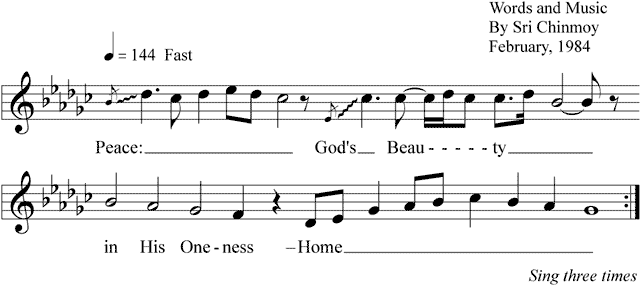 Words and Music
By Sri Chinmoy
February, 1984
= 144 Fast
Peace: God's Beau - - - - - ty
in His One - ness - Home
Sing three times